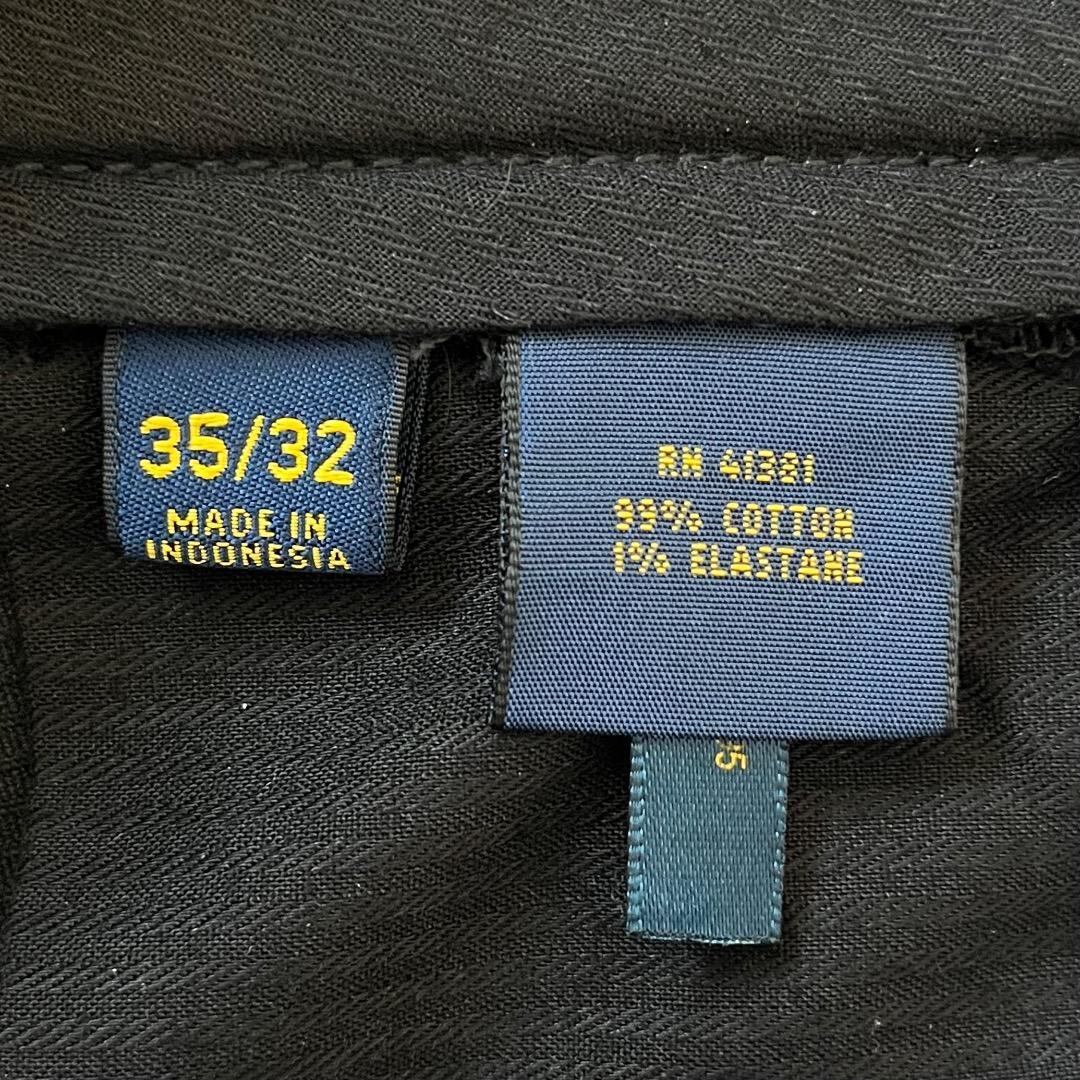 35/32
MADE IN
INDONESIA
RN 41381
99% COTTON
1% ELASTANE